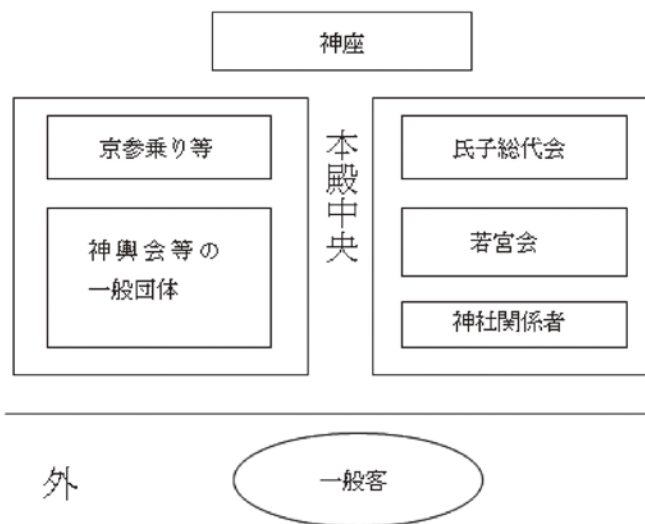 神座
京参乗り等
神輿会等の
一般団体
本殿中央
氏子総代会
若宮会
神社関係者
外
一般客